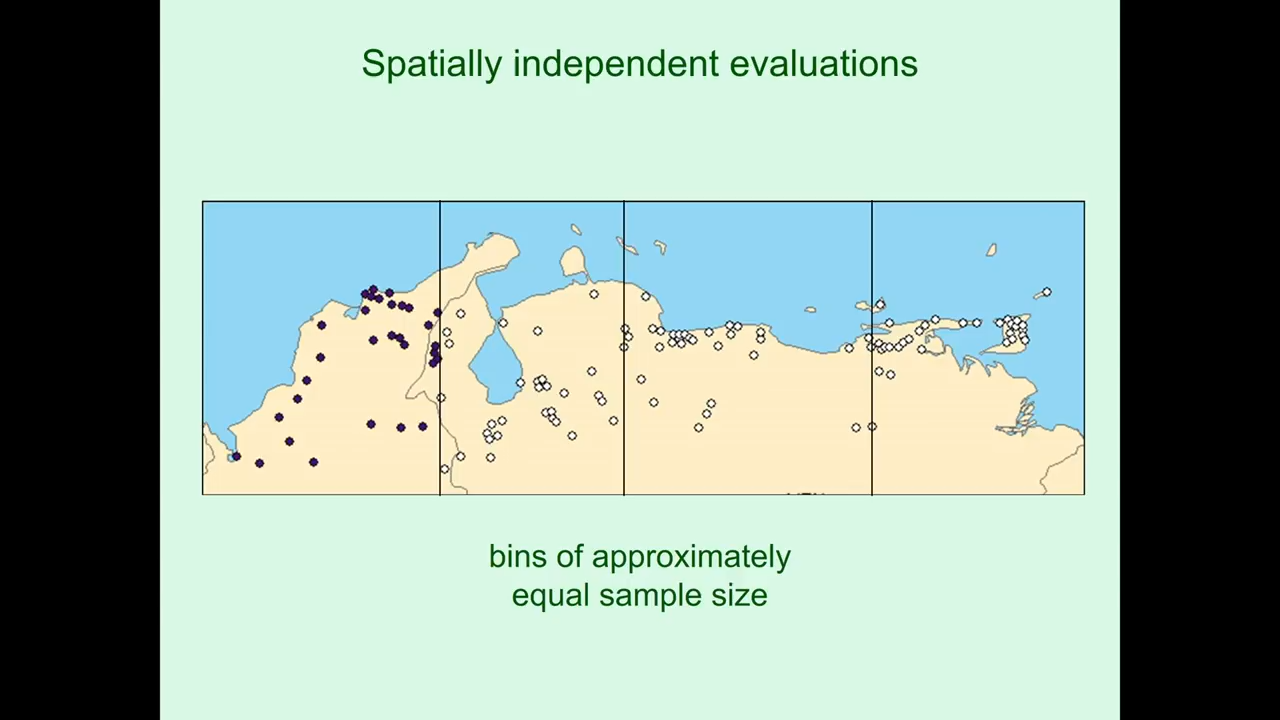 Spatially independent evaluations
bins of approximately
equal sample size